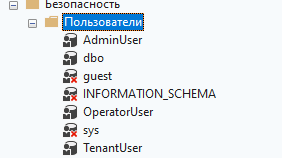 Безопасность
Пользователи
AdminUser
dbo
guest
INFORMATION_SCHEMA
OperatorUser
sys
TenantUser